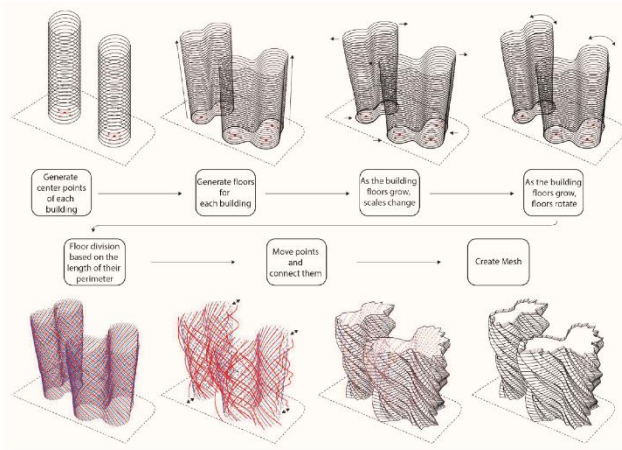 Generate
center points
of each
building
Generate floors
for
each building
As the building
floors grow,
scales change
As the building
floors grow,
floors rotate
Floor division
based on the
length of their
perimeter
Move points
and
connect them
Create Mesh